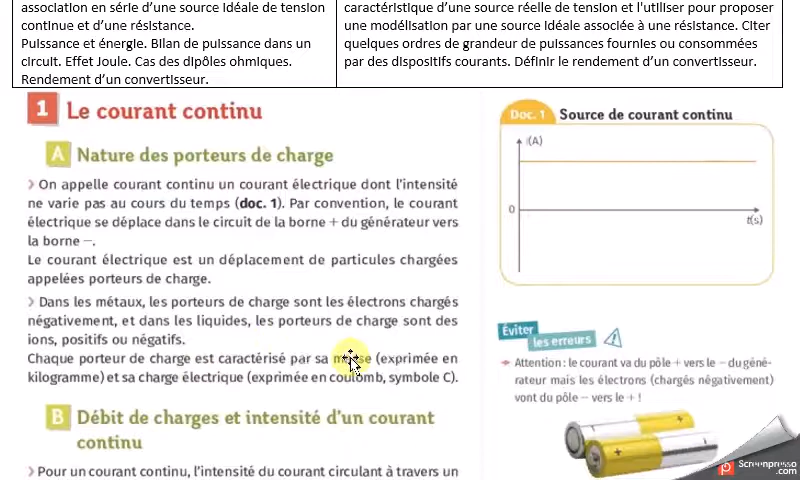 association en série d'une source idéale de tension
continue et d'une résistance.
Puissance et énergie. Bilan de puissance dans un
circuit. Effet Joule. Cas des dipôles ohmiques.
Rendement d'un convertisseur.
caractéristique d'une source réelle de tension et l'utiliser pour proposer
une modélisation par une source idéale associée à une résistance. Citer
quelques ordres de grandeur de puissances fournies ou consommées
par des dispositifs courants. Définir le rendement d'un convertisseur.
1 Le courant continu
A Nature des porteurs de charge
› On appelle courant continu un courant électrique dont l'intensité
ne varie pas au cours du temps (doc. 1). Par convention, le courant
électrique se déplace dans le circuit de la borne + du générateur vers
la borne −.
Le courant électrique est un déplacement de particules chargées
appelées porteurs de charge.
› Dans les métaux, les porteurs de charge sont les électrons chargés
négativement, et dans les liquides, les porteurs de charge sont des
ions, positifs ou négatifs.
Chaque porteur de charge est caractérisé par sa masse (exprimée en
kilogramme) et sa charge électrique (exprimée en coulomb, symbole C).
B Débit de charges et intensité d'un courant
continu
› Pour un courant continu, l'intensité du courant circulant à travers un
Doc. 1 Source de courant continu
I(A)
0
t(s)
Éviter
les erreurs
Attention : le courant va du pôle + vers le − du géné-
rateur mais les électrons (chargés négativement)
vont du pôle − vers le + !
+
+
Screenpresso
.com